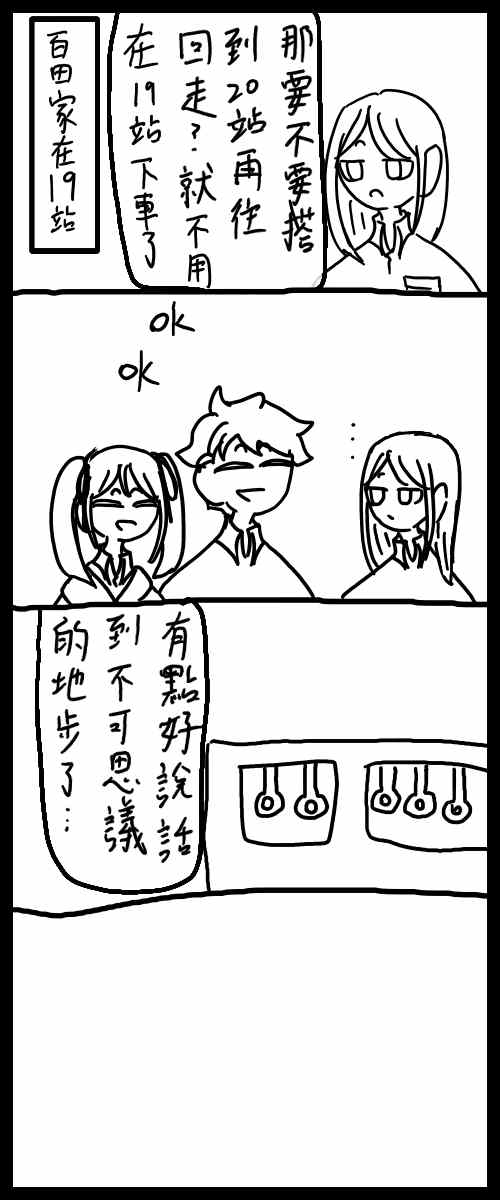 那要不要搭
到20站再往
回走?就不用
在19站下車了
百田家在19站
ok
ok
⋮
有點好說話
到不可思議
的地步了…